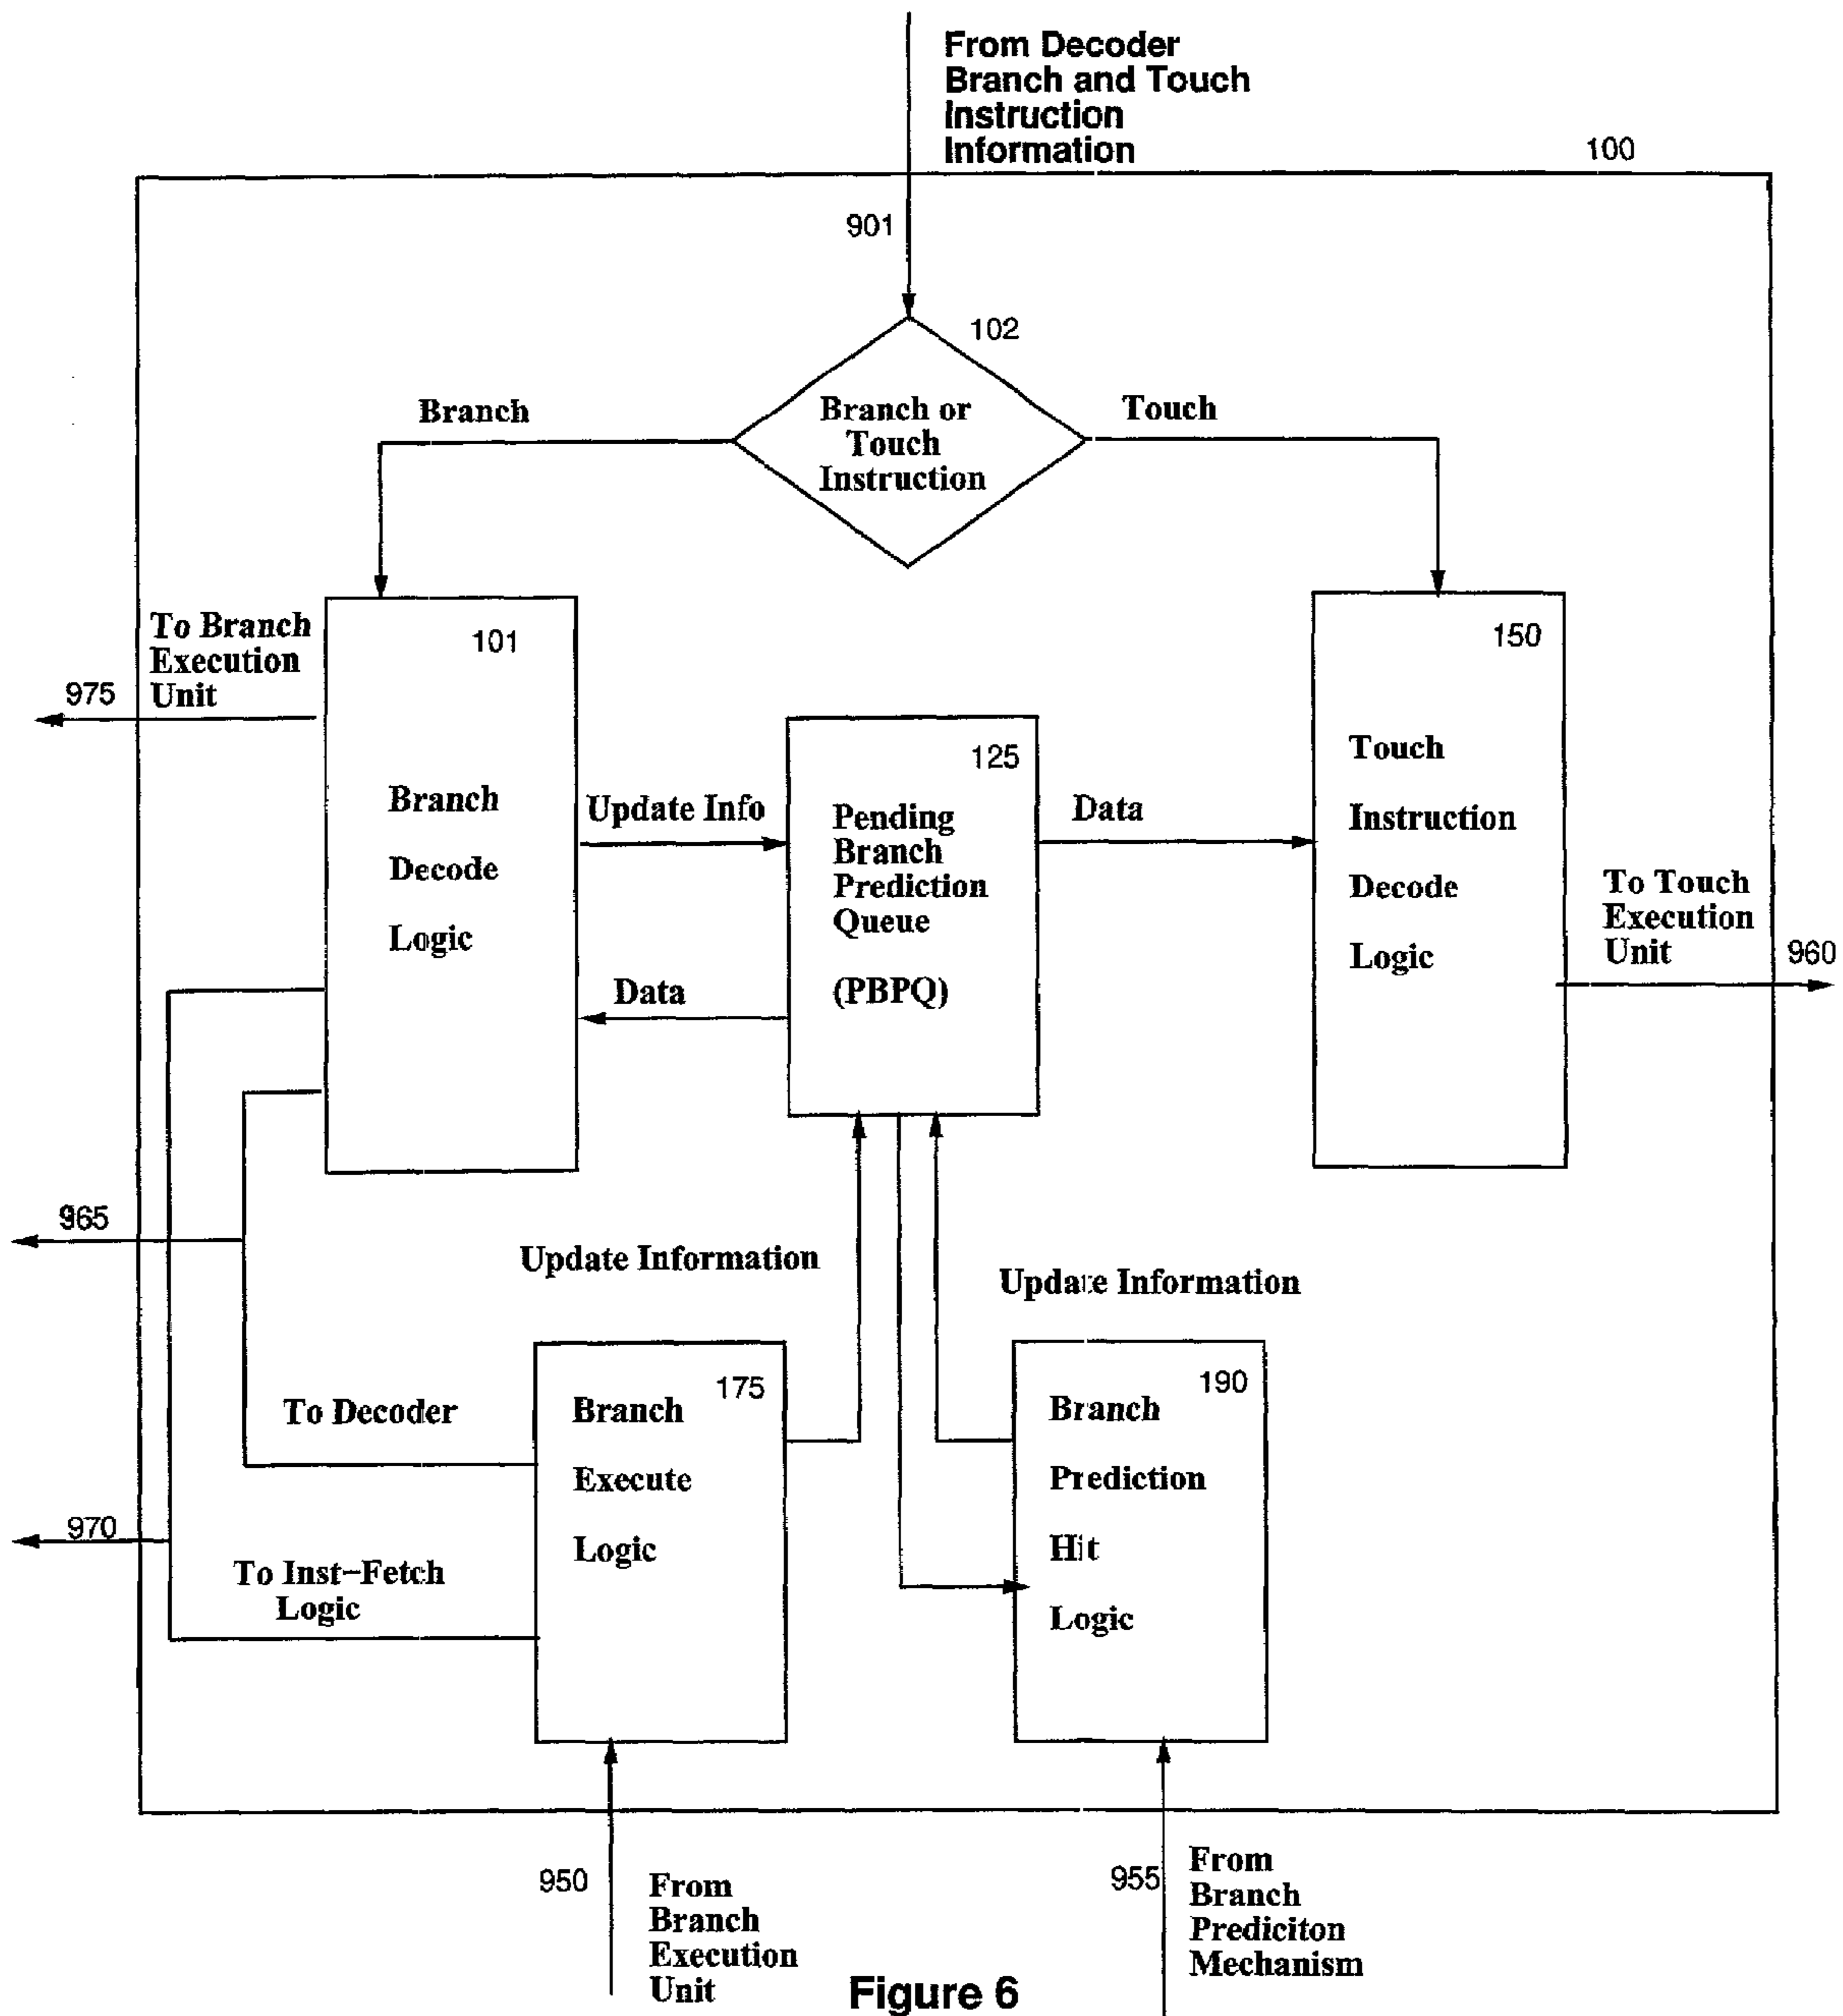 From Decoder
Branch and Touch
Instruction
Information
100
901
102
Branch
Branch or
Touch
Instruction
Touch
To Branch
Execution
Unit
975
101
Branch
Decode
Logic
Update Info
Data
125
Pending
Branch
Prediction
Queue
(PBPQ)
Data
150
Touch
Instruction
Decode
Logic
To Touch
Execution
Unit
960
965
Update Information
Update Information
To Decoder
175
Branch
Execute
Logic
190
Branch
Prediction
Hit
Logic
970
To Inst-Fetch
Logic
950
From
Branch
Execution
Unit
955
From
Branch
Prediciton
Mechanism
Figure 6